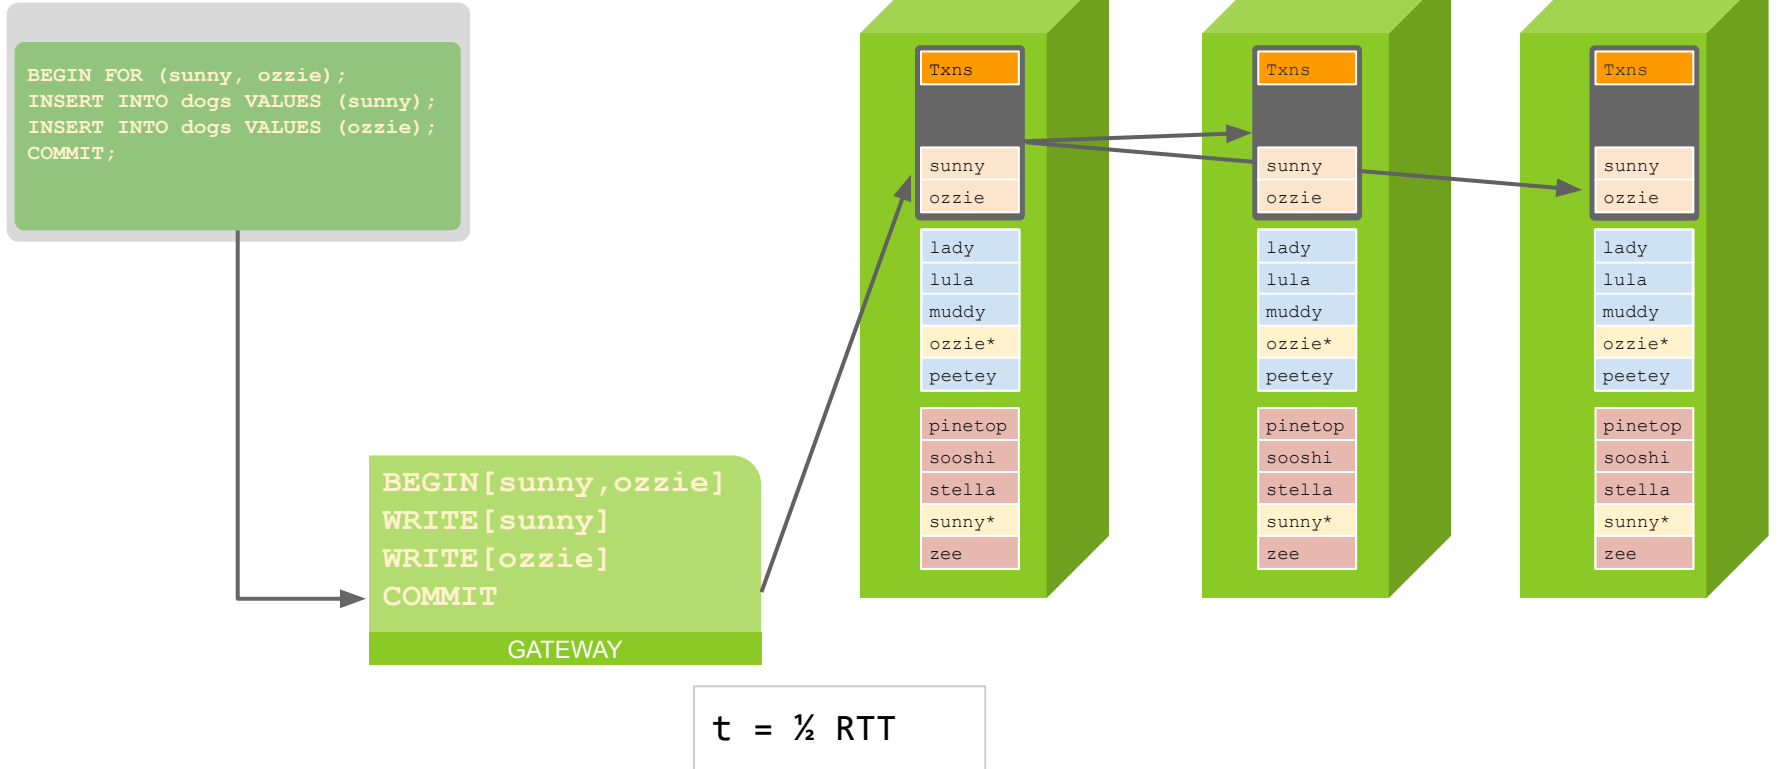 BEGIN FOR (sunny, ozzie);
INSERT INTO dogs VALUES (sunny);
INSERT INTO dogs VALUES (ozzie);
COMMIT;
BEGIN[sunny,ozzie]
WRITE[sunny]
WRITE[ozzie]
COMMIT
GATEWAY
t = ½ RTT
Txns
sunny
ozzie
lady
lula
muddy
ozzie*
peetey
pinetop
sooshi
stella
sunny*
zee
Txns
sunny
ozzie
lady
lula
muddy
ozzie*
peetey
pinetop
sooshi
stella
sunny*
zee
Txns
sunny
ozzie
lady
lula
muddy
ozzie*
peetey
pinetop
sooshi
stella
sunny*
zee